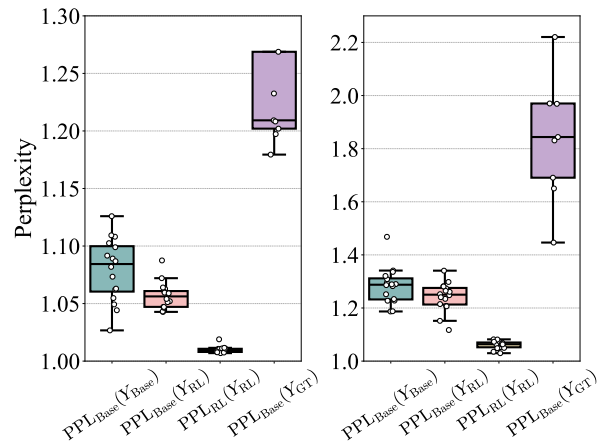 Perplexity
1.30
1.25
1.20
1.15
1.10
1.05
1.00
PPL_Base(Y_Base)
PPL_Base(Y_RL)
PPL_RL(Y_RL)
PPL_Base(Y_GT)
2.2
2.0
1.8
1.6
1.4
1.2
1.0
PPL_Base(Y_Base)
PPL_Base(Y_RL)
PPL_RL(Y_RL)
PPL_Base(Y_GT)